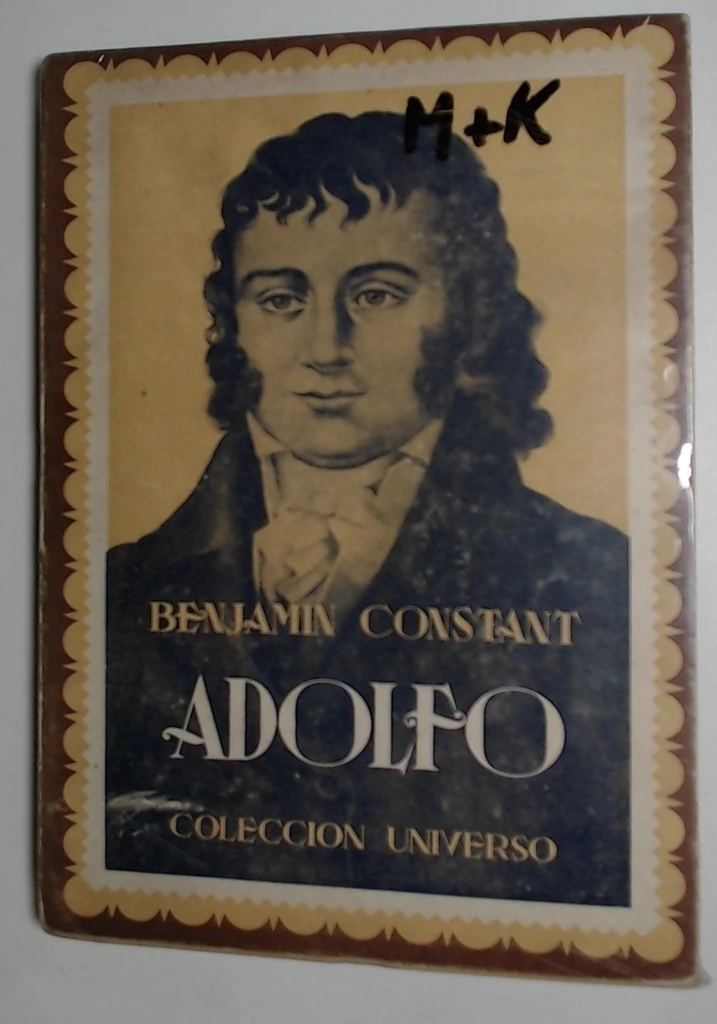 M+K
BENJAMIN CONSTANT
ADOLFO
COLECCION UNIVERSO